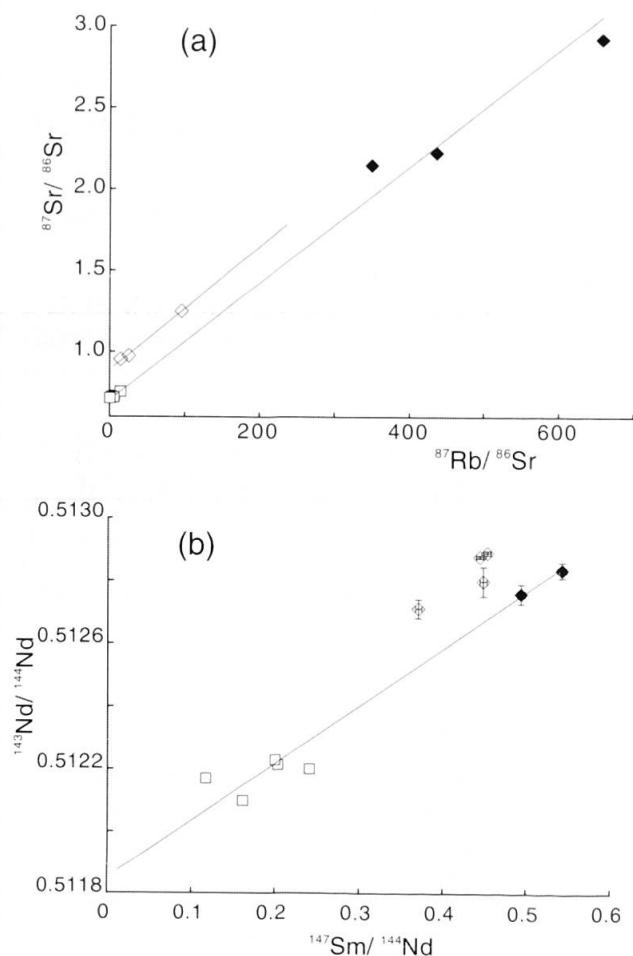 (a)
3.0
2.5
2.0
1.5
1.0
⁸⁷Sr/ ⁸⁶Sr
0 200 400 600
⁸⁷Rb/ ⁸⁶Sr
(b)
0.5130
0.5126
0.5122
0.5118
¹⁴³Nd/ ¹⁴⁴Nd
0 0.1 0.2 0.3 0.4 0.5 0.6
¹⁴⁷Sm/ ¹⁴⁴Nd